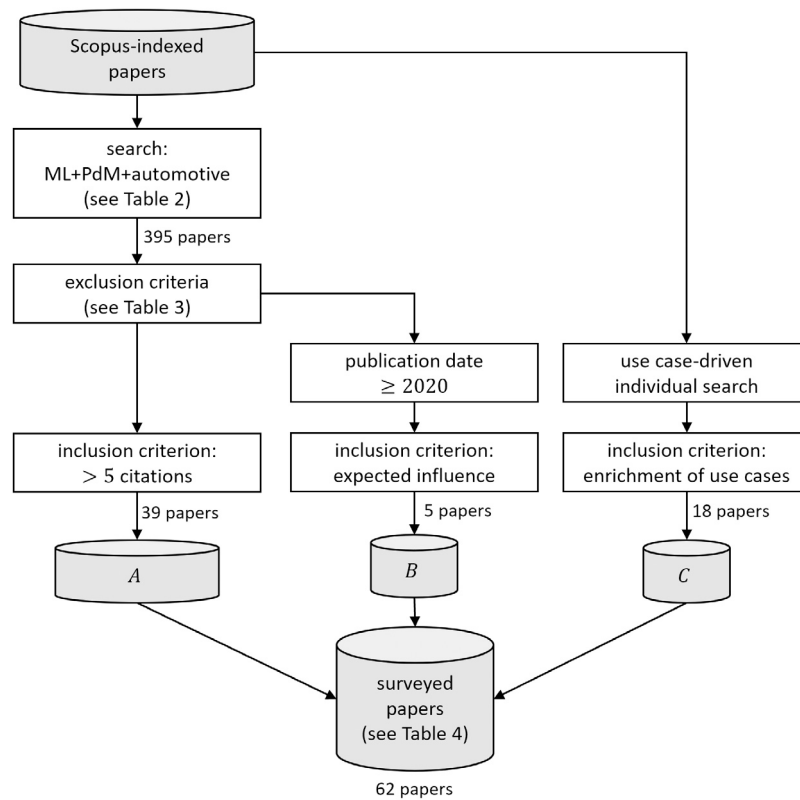 Scopus-indexed
papers
search:
ML+PdM+automotive
(see Table 2)
395 papers
exclusion criteria
(see Table 3)
publication date
≥ 2020
use case-driven
individual search
inclusion criterion:
> 5 citations
inclusion criterion:
expected influence
inclusion criterion:
enrichment of use cases
39 papers
5 papers
18 papers
A
B
C
surveyed
papers
(see Table 4)
62 papers